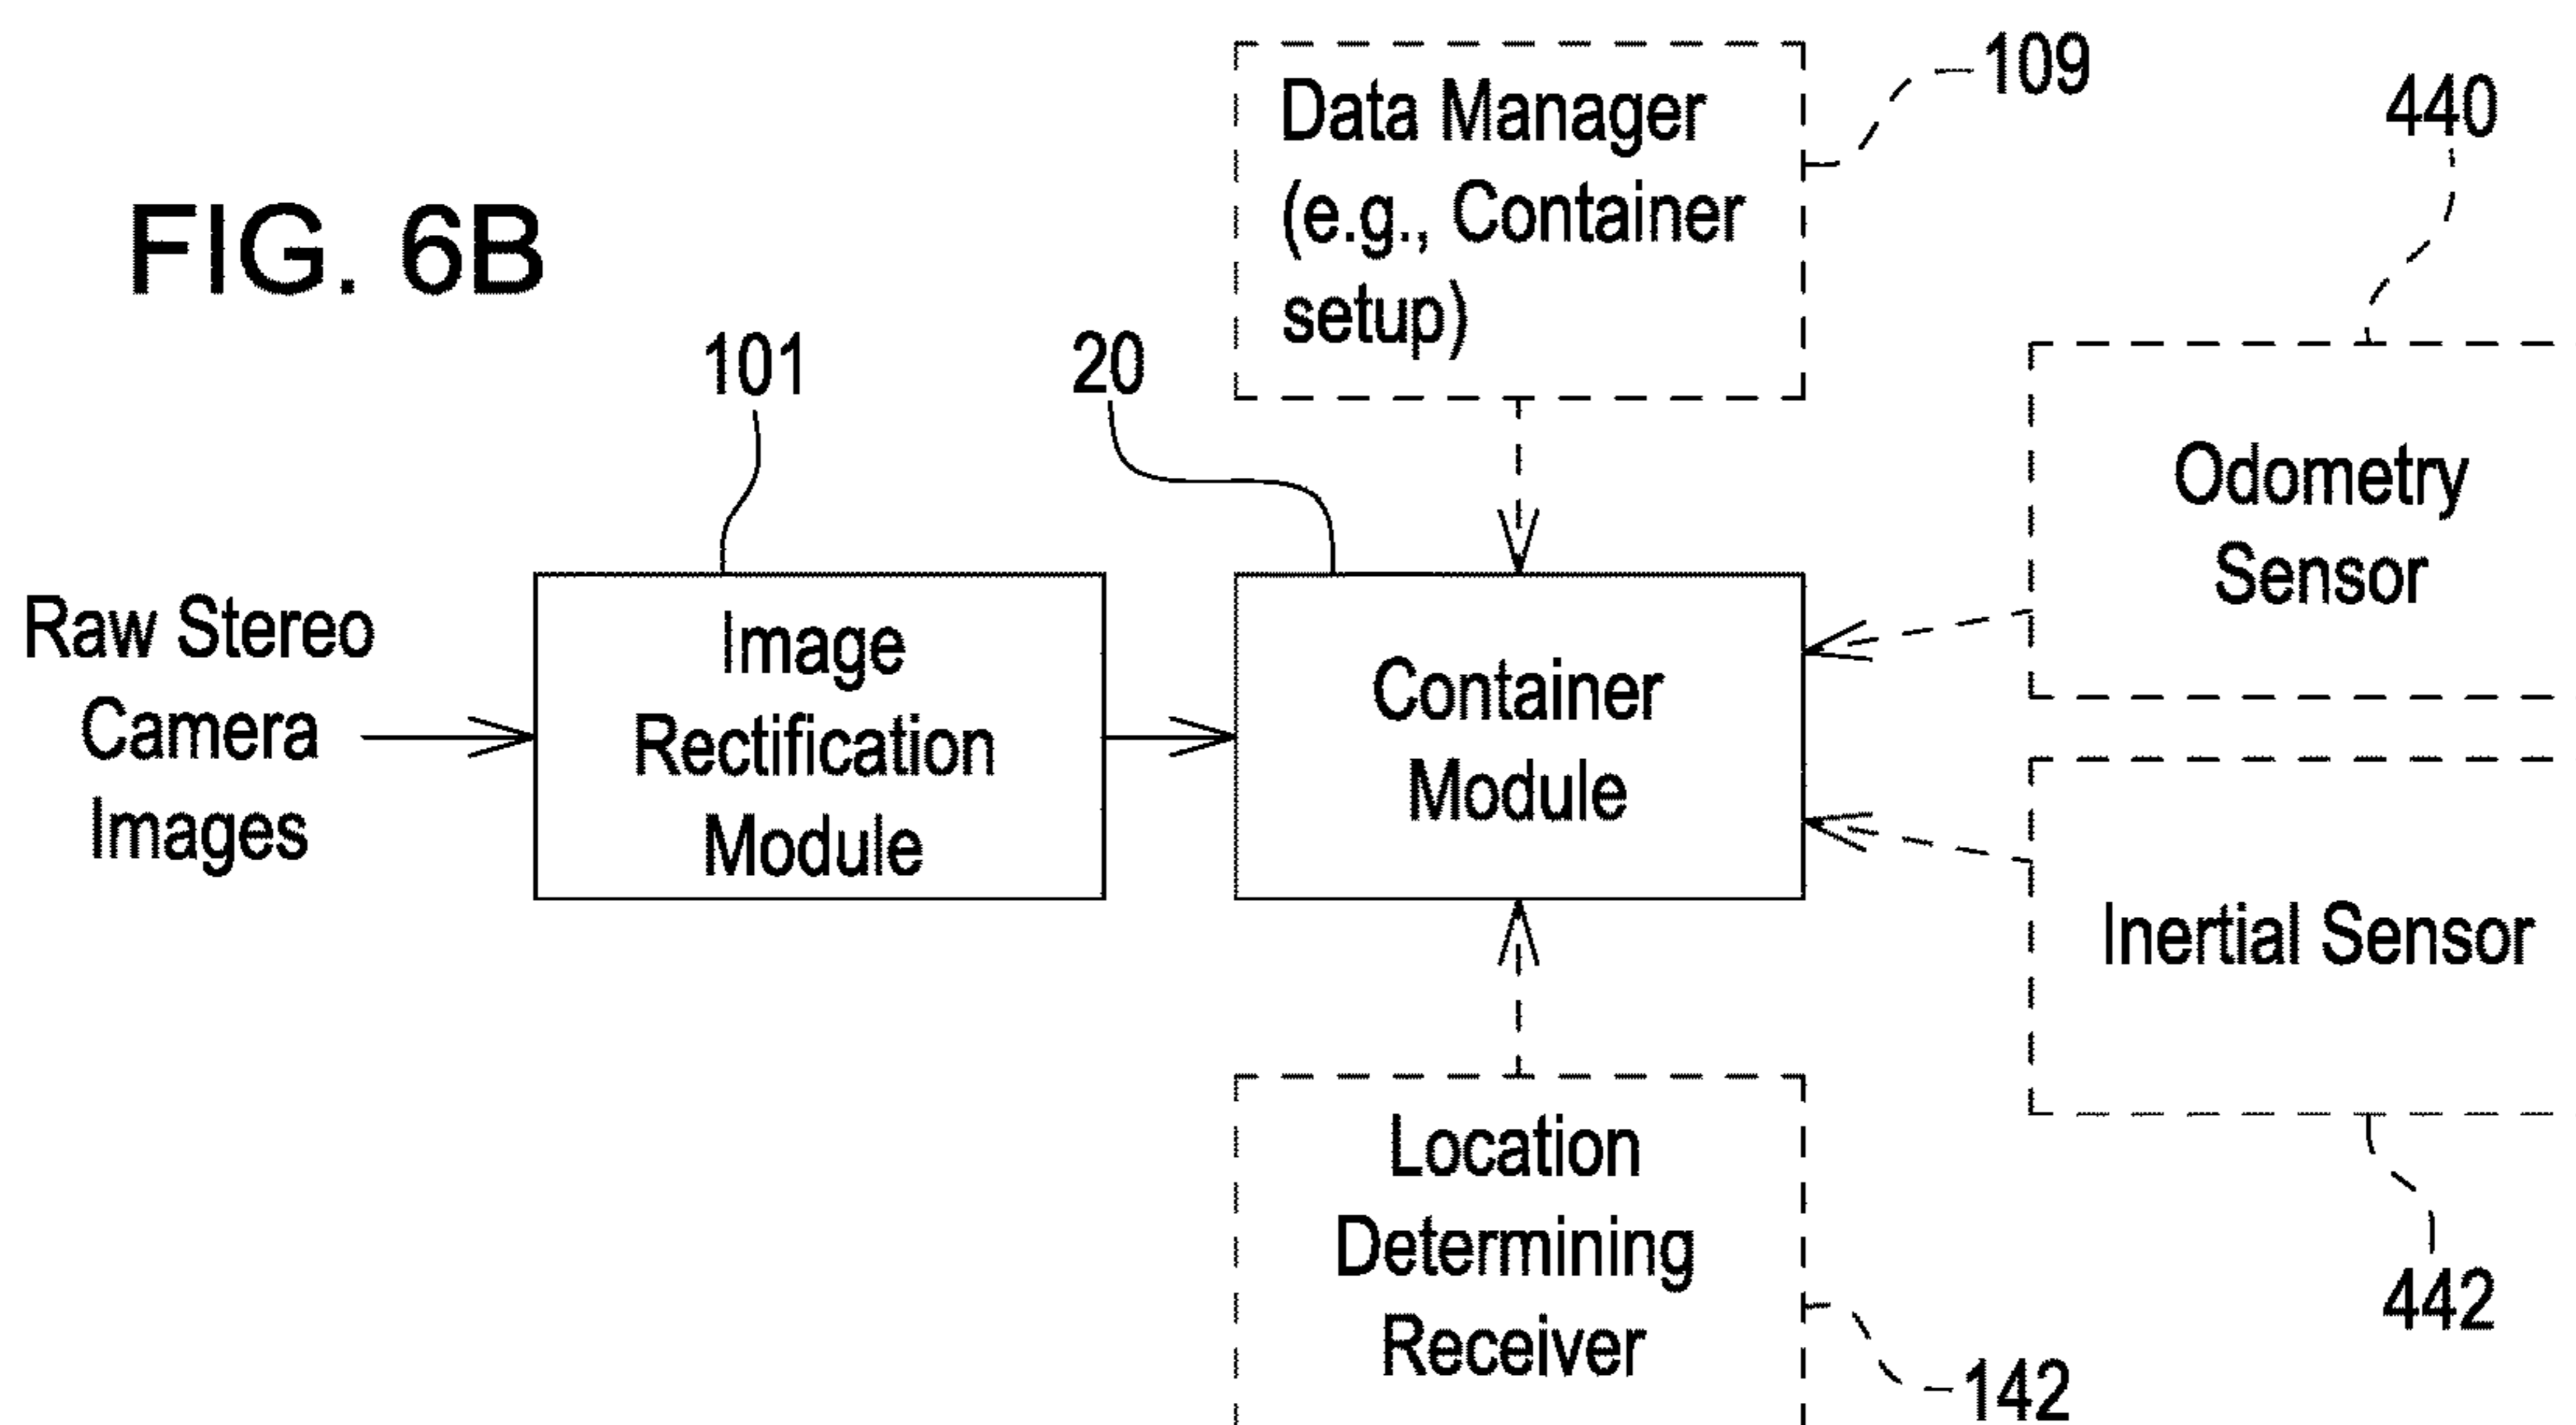 FIG. 6B
Data Manager
(e.g., Container
setup)
109
440
101
20
Odometry
Sensor
Raw Stereo
Camera
Images
Image
Rectification
Module
Container
Module
Inertial Sensor
Location
Determining
Receiver
442
142